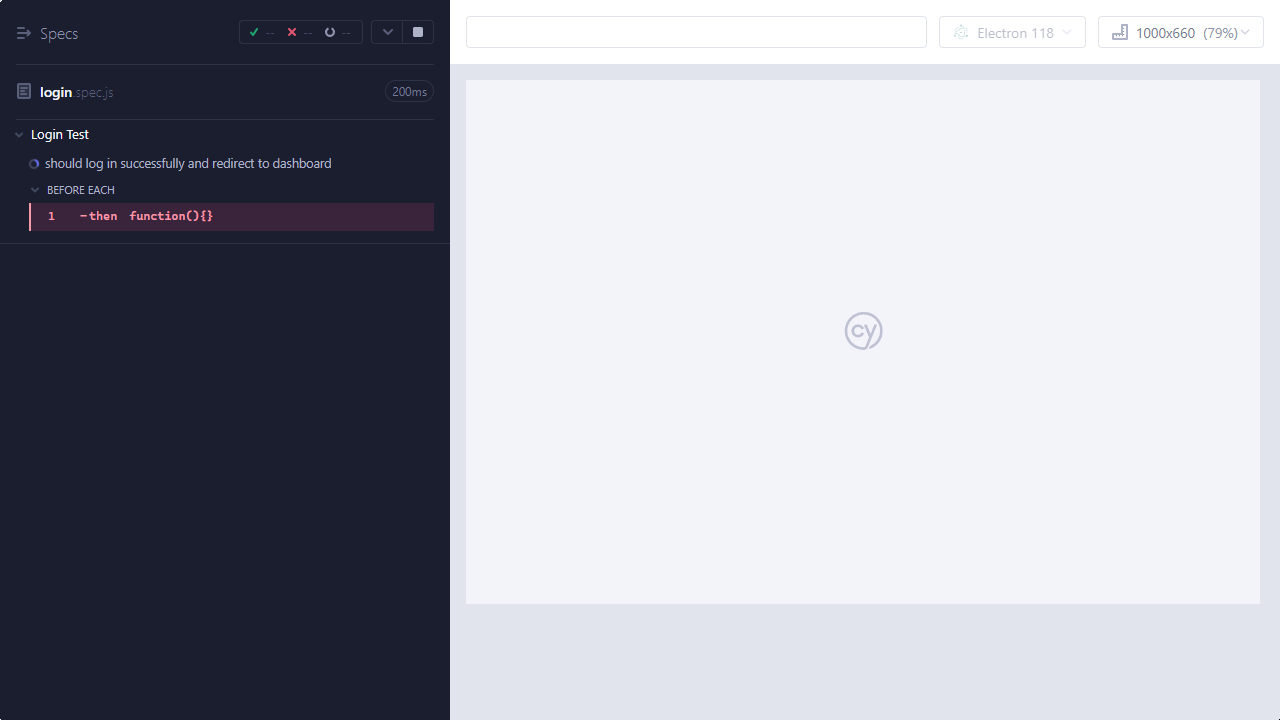 Specs
-- -- --
login.spec.js
200ms
Login Test
should log in successfully and redirect to dashboard
BEFORE EACH
1 -then function(){}
Electron 118
1000x660 (79%)
cy